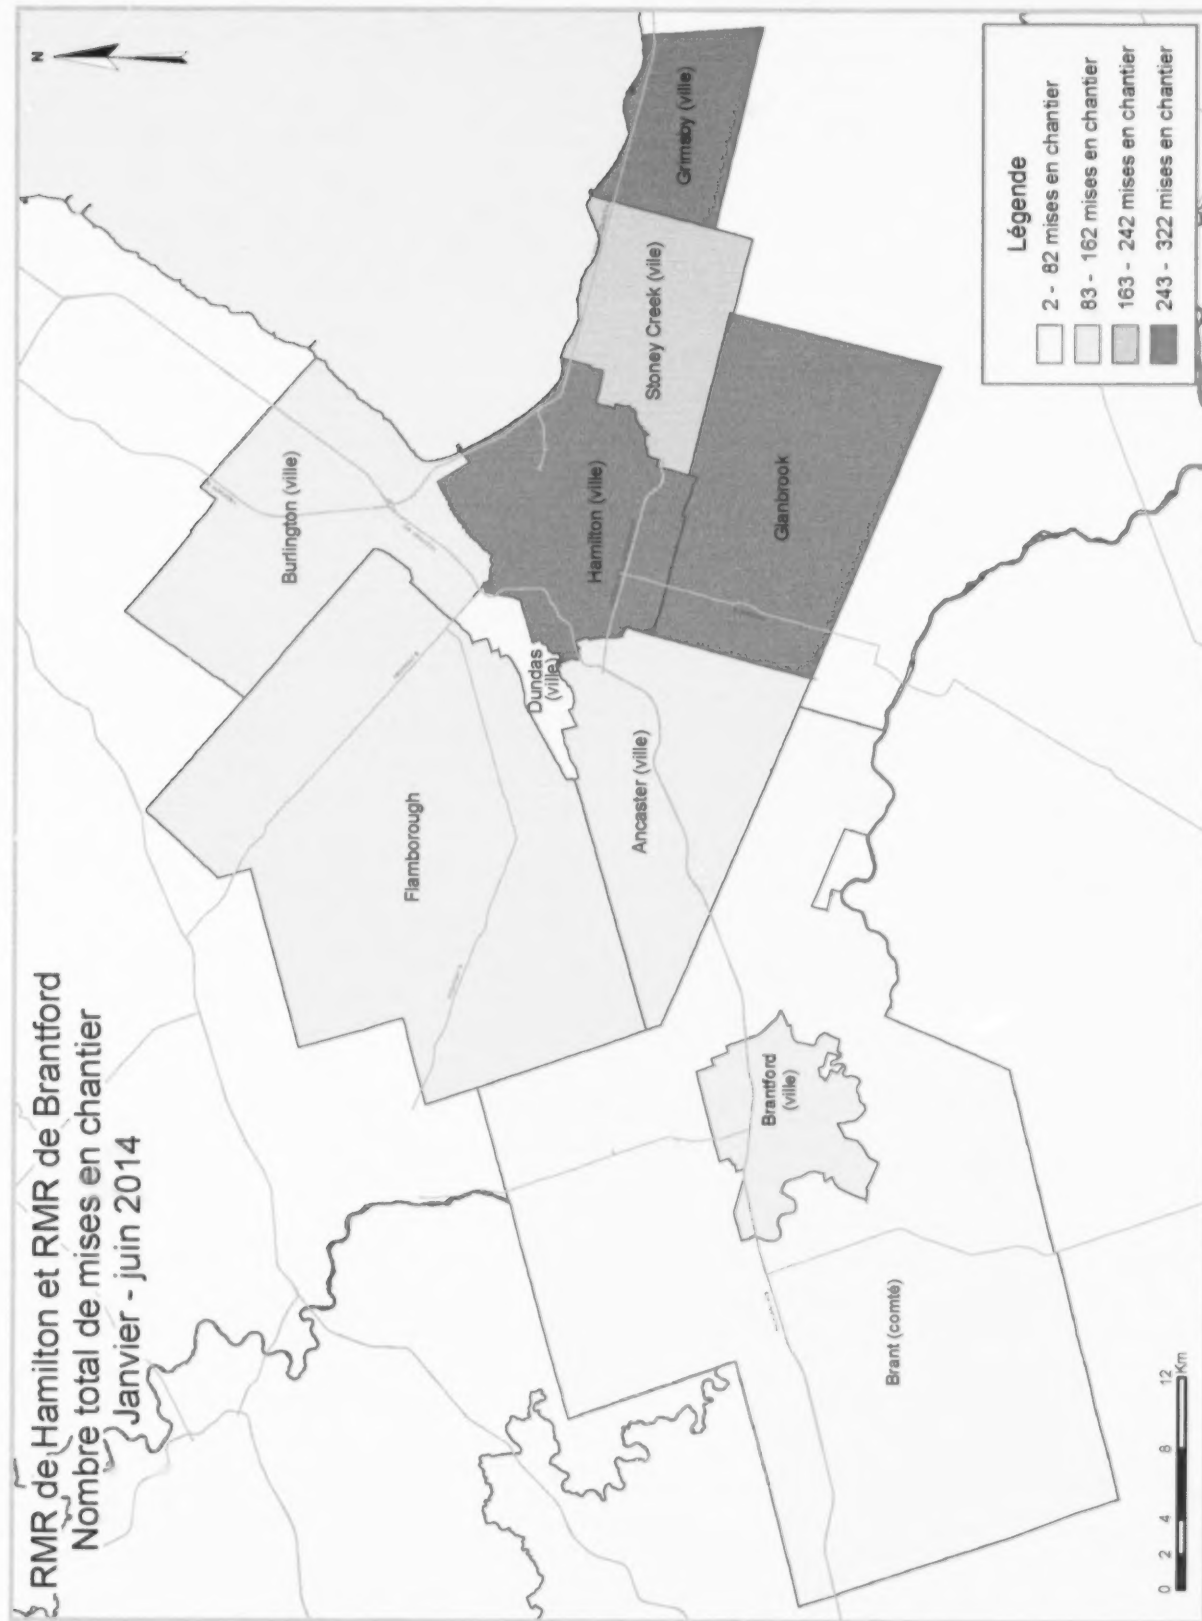 RMR de Hamilton et RMR de Brantford
Nombre total de mises en chantier
Janvier - juin 2014
N
Burlington (ville)
Flamborough
Dundas
(ville)
Hamilton (ville)
Stoney Creek (ville)
Grimsby (ville)
Ancaster (ville)
Glanbrook
Brantford
(ville)
Brant (comté)
Légende
2 - 82 mises en chantier
83 - 162 mises en chantier
163 - 242 mises en chantier
243 - 322 mises en chantier
0 2 4 8 12
Km